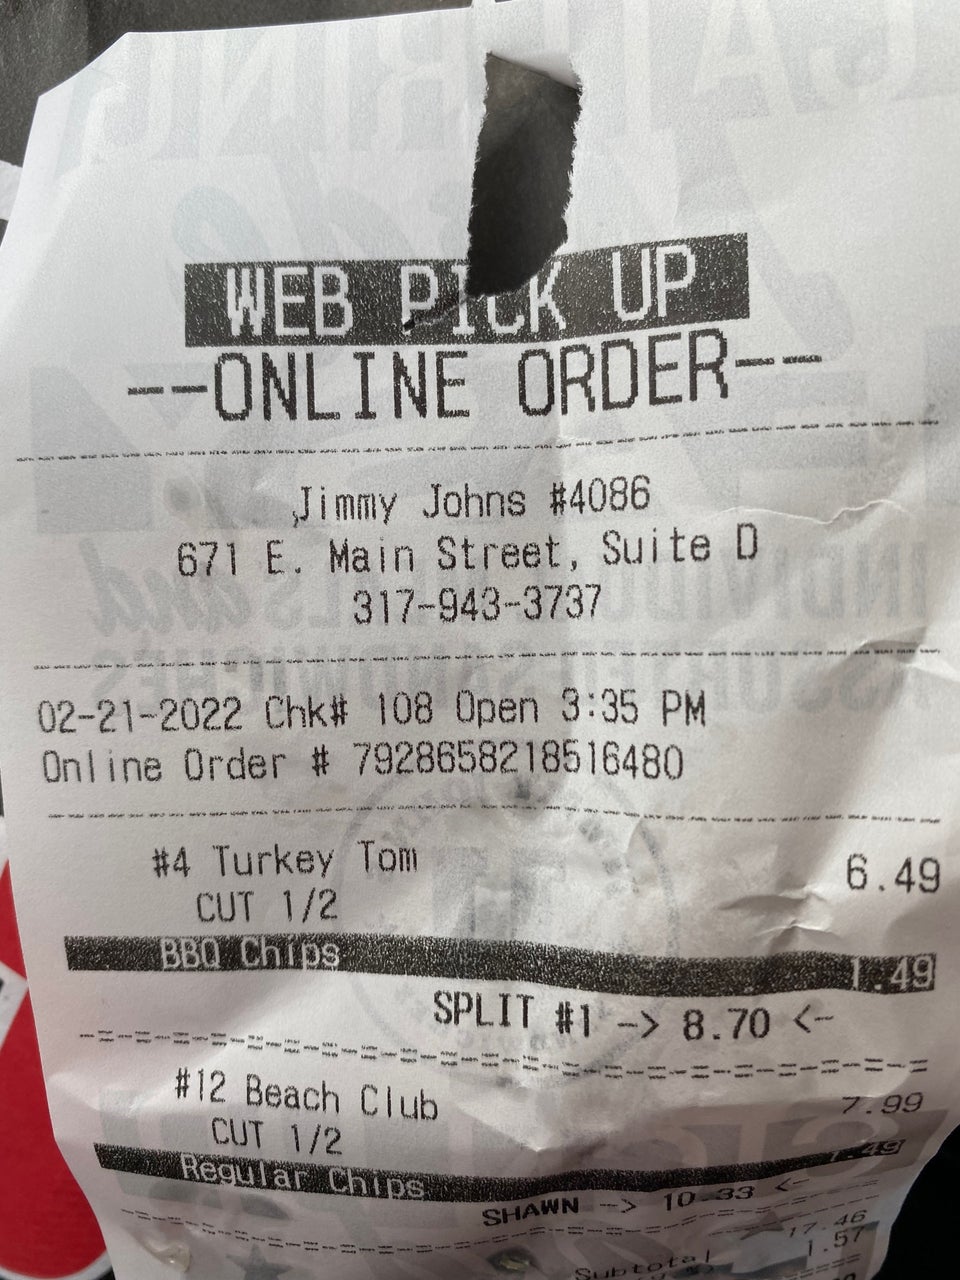 WEB PICK UP
--ONLINE ORDER--
Jimmy Johns #4086
671 E. Main Street, Suite D
317-943-3737
02-21-2022 Chk# 108 Open 3:35 PM
Online Order # 7928658218516480
#4 Turkey Tom 6.49
CUT 1/2
BBQ Chips 1.49
SPLIT #1 -> 8.70 <-
#12 Beach Club 7.99
CUT 1/2
Regular Chips 1.49
SHAWN -> 10.33 <-
Subtotal 17.46
1.57